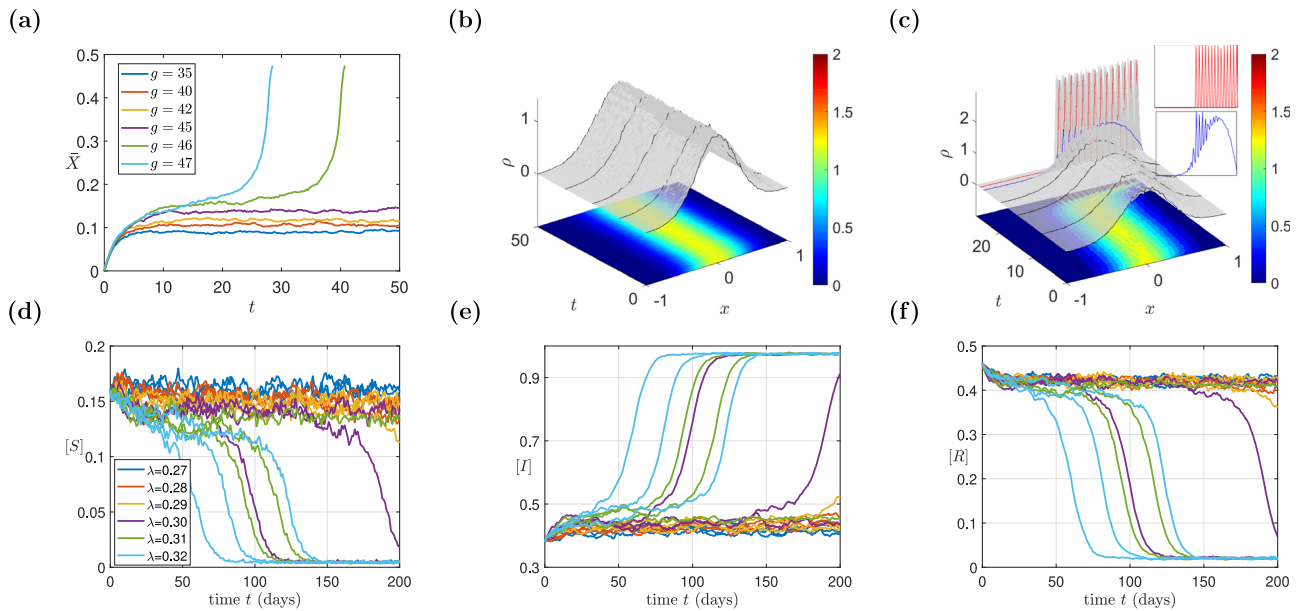 (a)
0.5
0.4
0.3
X̄
0.2
0.1
0
0 10 20 30 40 50
t
g = 35
g = 40
g = 42
g = 45
g = 46
g = 47
(b)
ρ
1
0
50
t
0
-1
0
1
x
2
1.5
1
0.5
0
(c)
ρ
2
1
0
20
10
t
0
-1
0
1
x
2
1.5
1
0.5
0
(d)
0.2
0.15
[S]
0.1
0.05
0
0 50 100 150 200
time t (days)
λ=0.27
λ=0.28
λ=0.29
λ=0.30
λ=0.31
λ=0.32
(e)
0.9
0.7
[I]
0.5
0.3
0 50 100 150 200
time t (days)
(f)
0.5
0.4
0.3
[R]
0.2
0.1
0
0 50 100 150 200
time t (days)